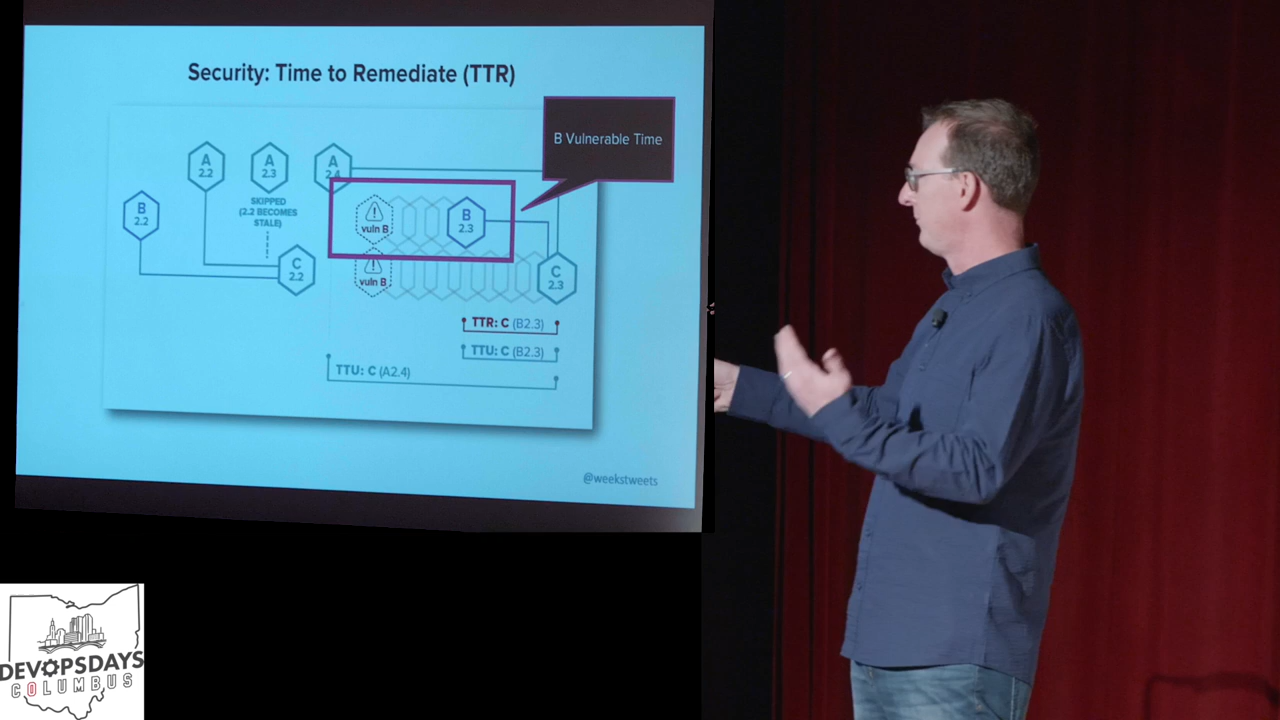 Security: Time to Remediate (TTR)
B Vulnerable Time
A
2.2
A
2.3
A
2.4
SKIPPED
(2.2 BECOMES
STALE)
B
2.2
vuln B
B
2.3
C
2.2
vuln B
C
2.3
TTR: C (B2.3)
TTU: C (B2.3)
TTU: C (A2.4)
@weekstweets
DEVOPSDAYS
COLUMBUS